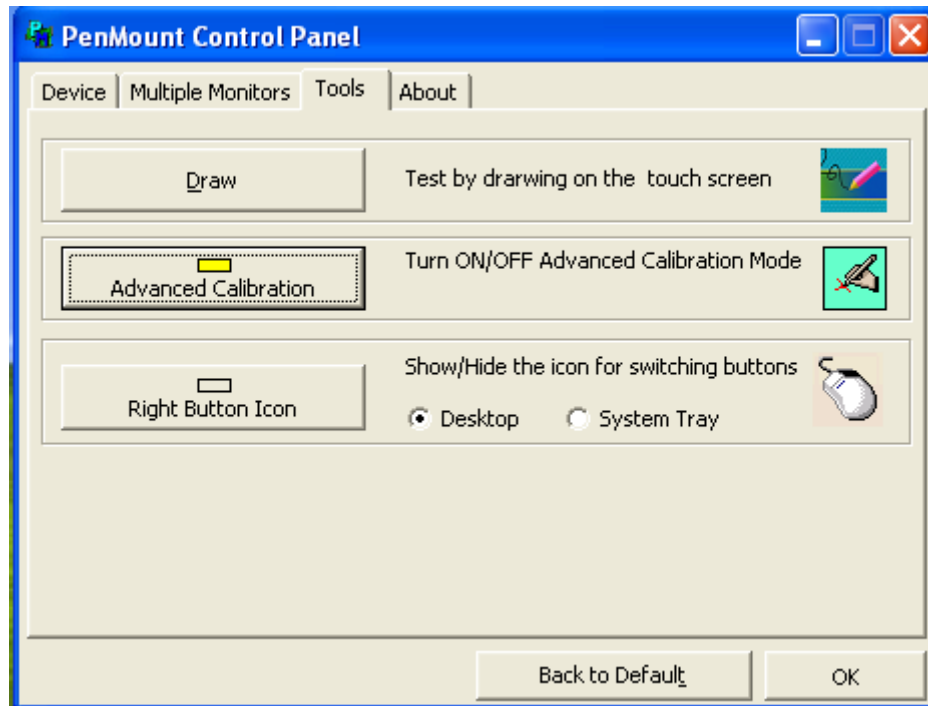 PenMount Control Panel
Device Multiple Monitors Tools About
Draw Test by drarwing on the touch screen
Advanced Calibration Turn ON/OFF Advanced Calibration Mode
Right Button Icon Show/Hide the icon for switching buttons
Desktop System Tray
Back to Default OK